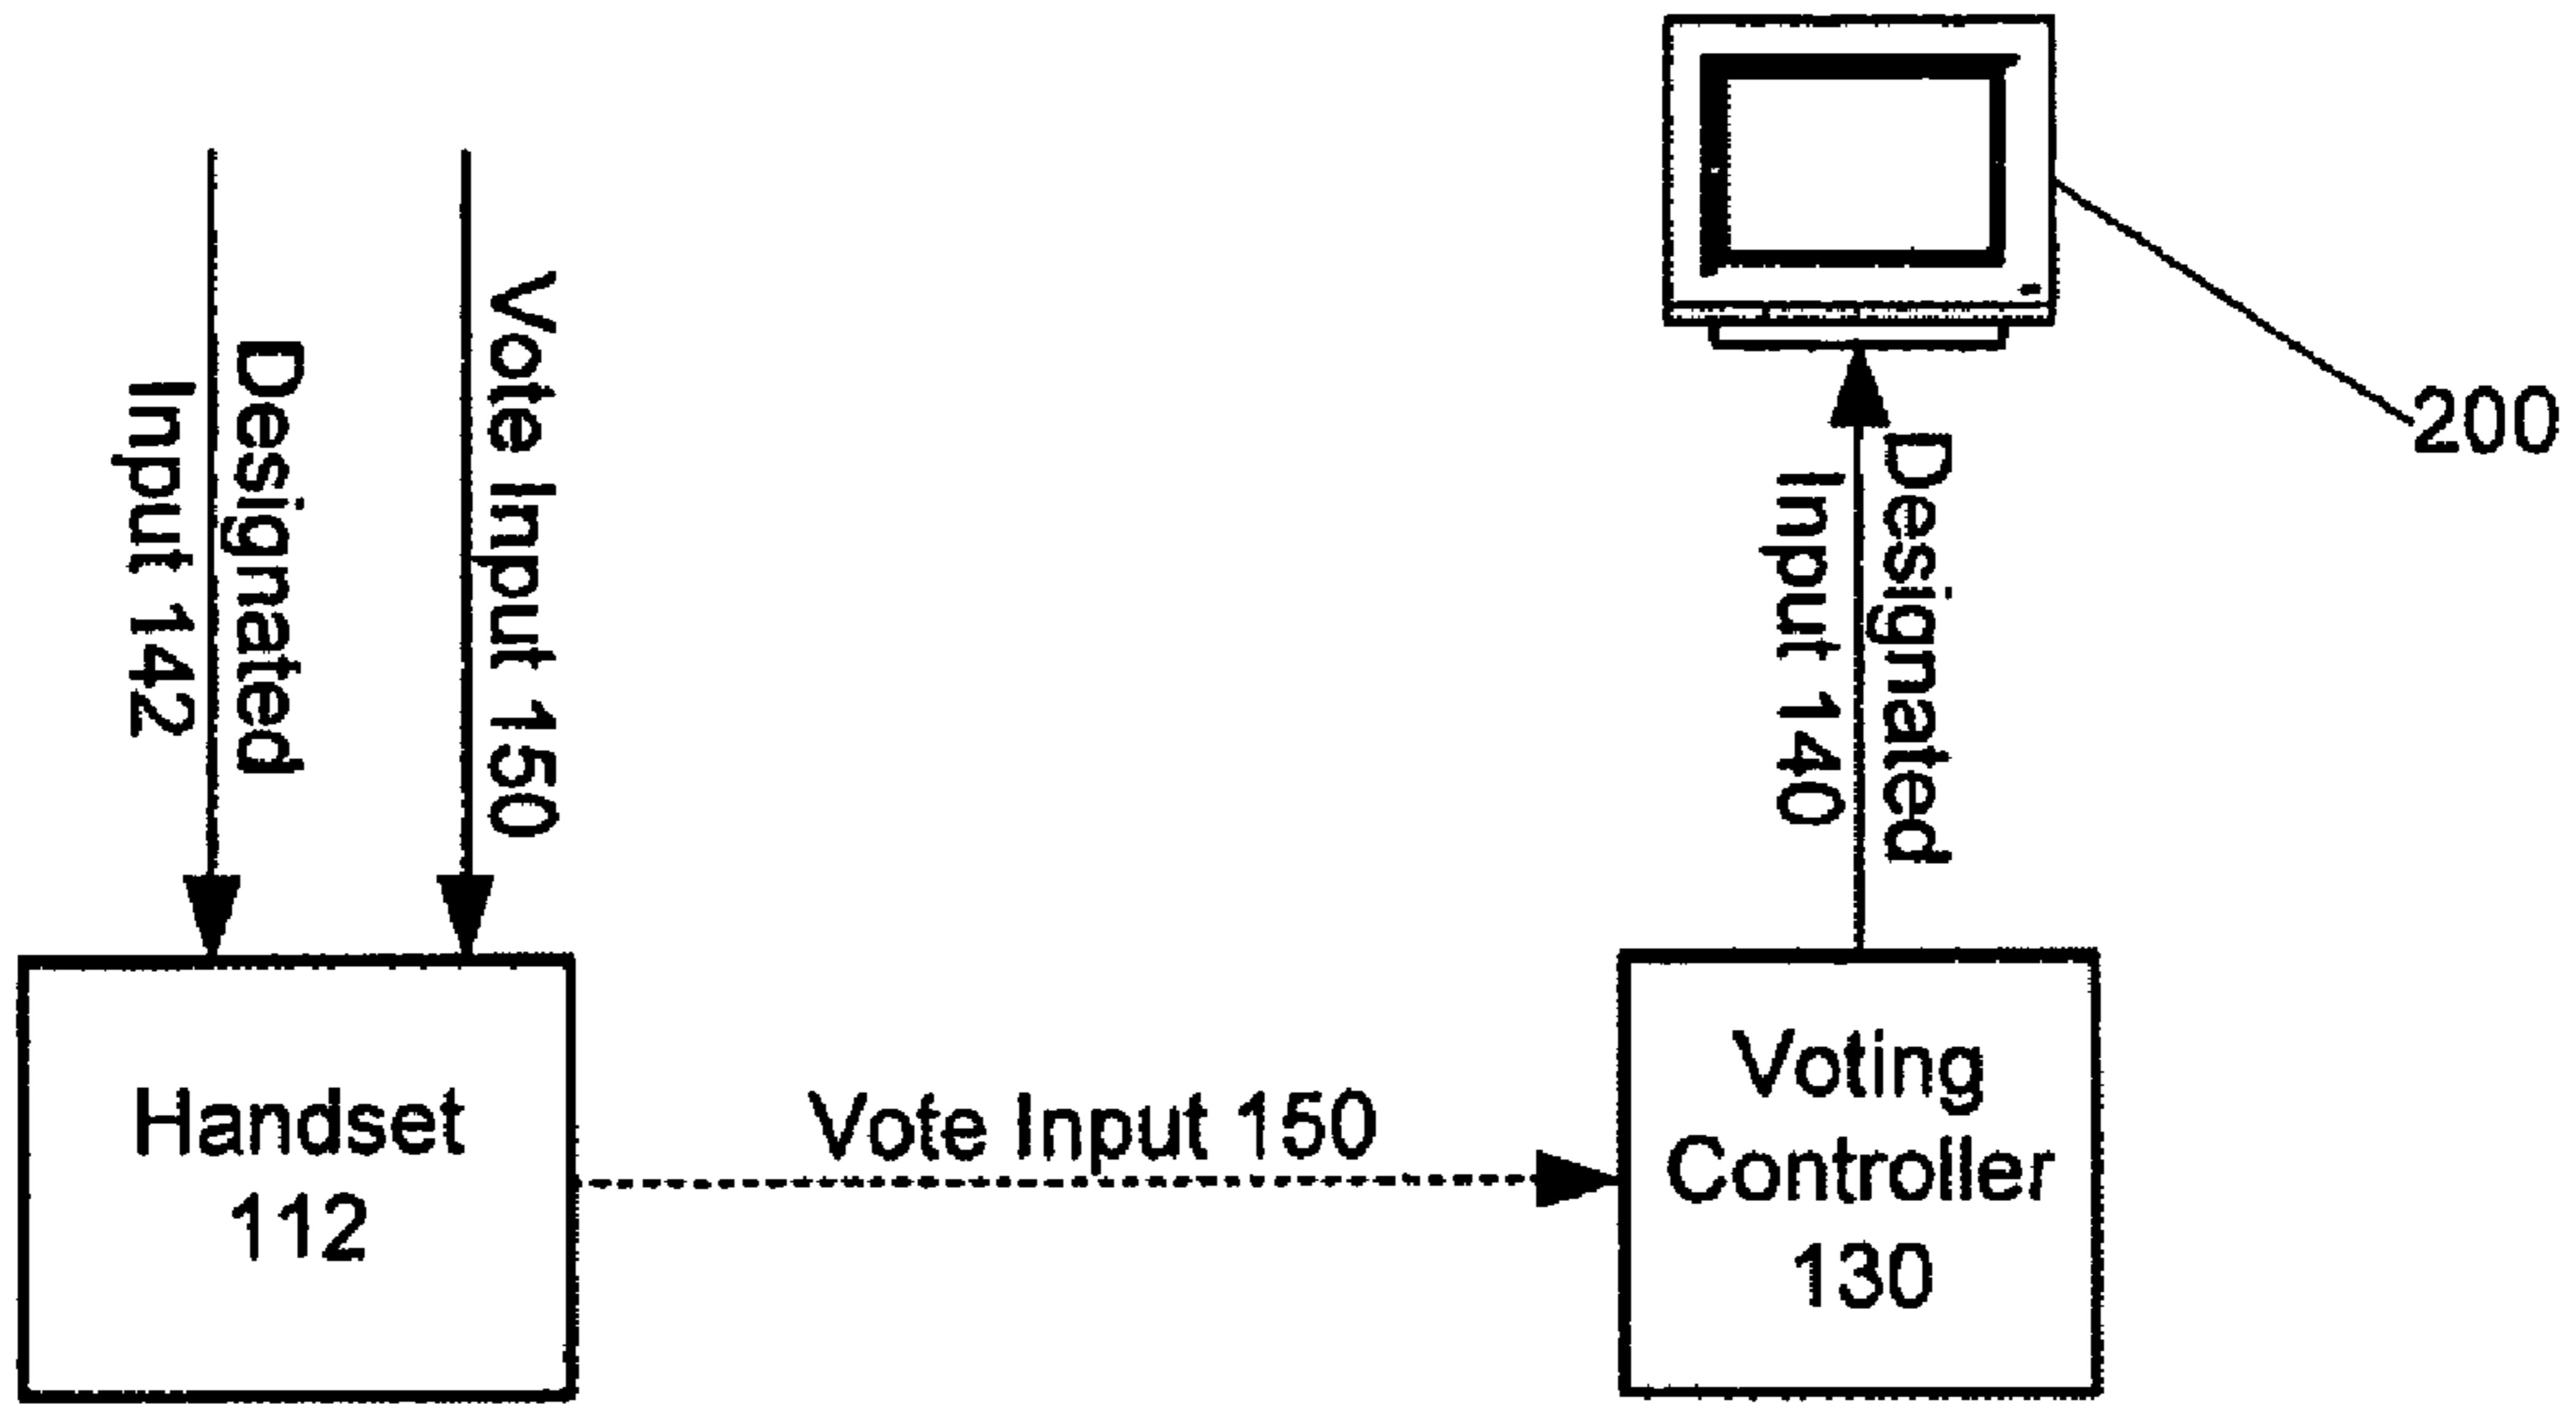 Designated
Input 142
Vote Input 150
Designated
Input 140
200
Handset
112
Vote Input 150
Voting
Controller
130